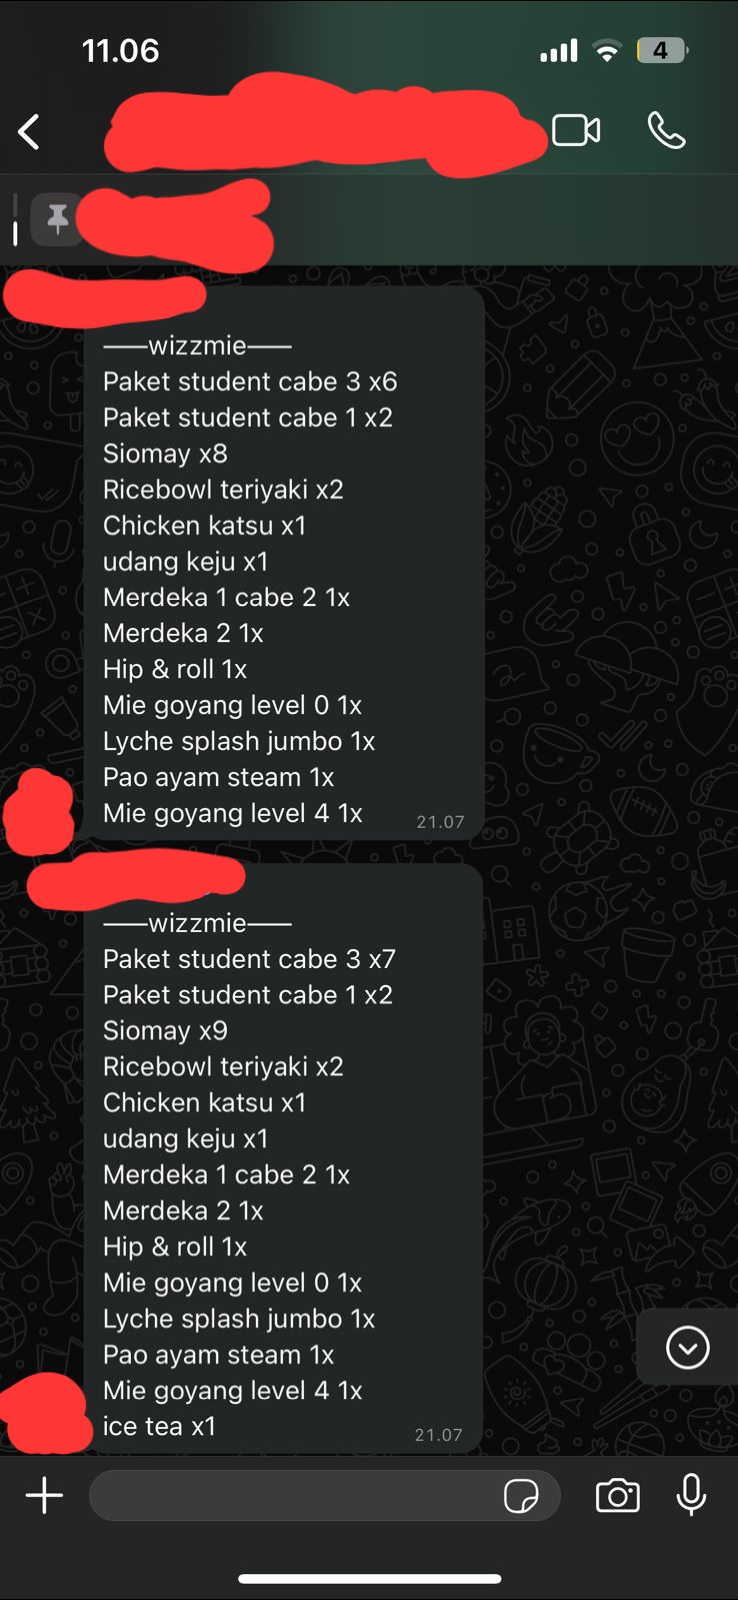 11.06
4
——wizzmie——
Paket student cabe 3 x6
Paket student cabe 1 x2
Siomay x8
Ricebowl teriyaki x2
Chicken katsu x1
udang keju x1
Merdeka 1 cabe 2 1x
Merdeka 2 1x
Hip & roll 1x
Mie goyang level 0 1x
Lyche splash jumbo 1x
Pao ayam steam 1x
Mie goyang level 4 1x
21.07
——wizzmie——
Paket student cabe 3 x7
Paket student cabe 1 x2
Siomay x9
Ricebowl teriyaki x2
Chicken katsu x1
udang keju x1
Merdeka 1 cabe 2 1x
Merdeka 2 1x
Hip & roll 1x
Mie goyang level 0 1x
Lyche splash jumbo 1x
Pao ayam steam 1x
Mie goyang level 4 1x
ice tea x1
21.07